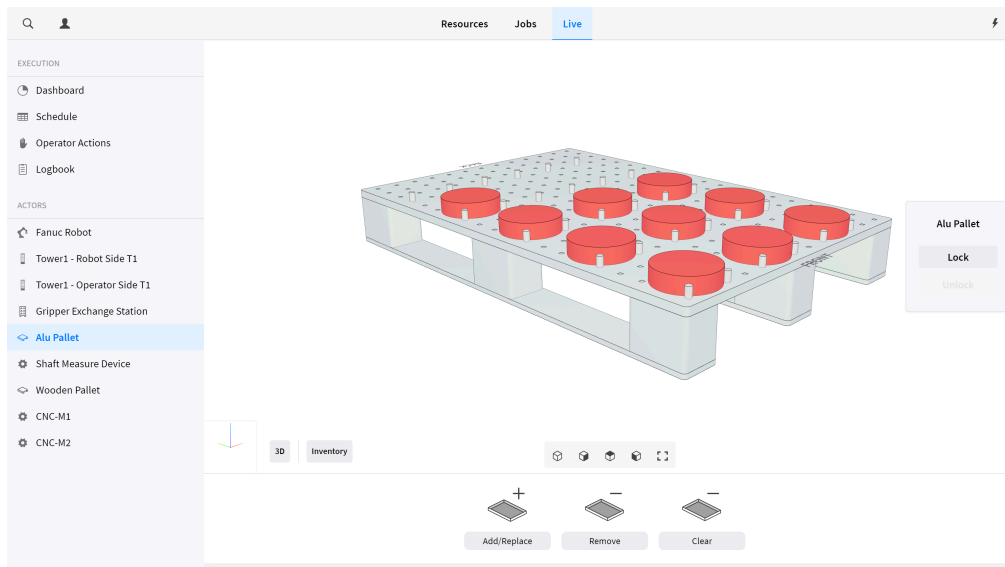 Resources Jobs Live
EXECUTION
Dashboard
Schedule
Operator Actions
Logbook
ACTORS
Fanuc Robot
Tower1 - Robot Side T1
Tower1 - Operator Side T1
Gripper Exchange Station
Alu Pallet
Shaft Measure Device
Wooden Pallet
CNC-M1
CNC-M2
FRONT
Alu Pallet
Lock
Unlock
3D Inventory
Add/Replace Remove Clear